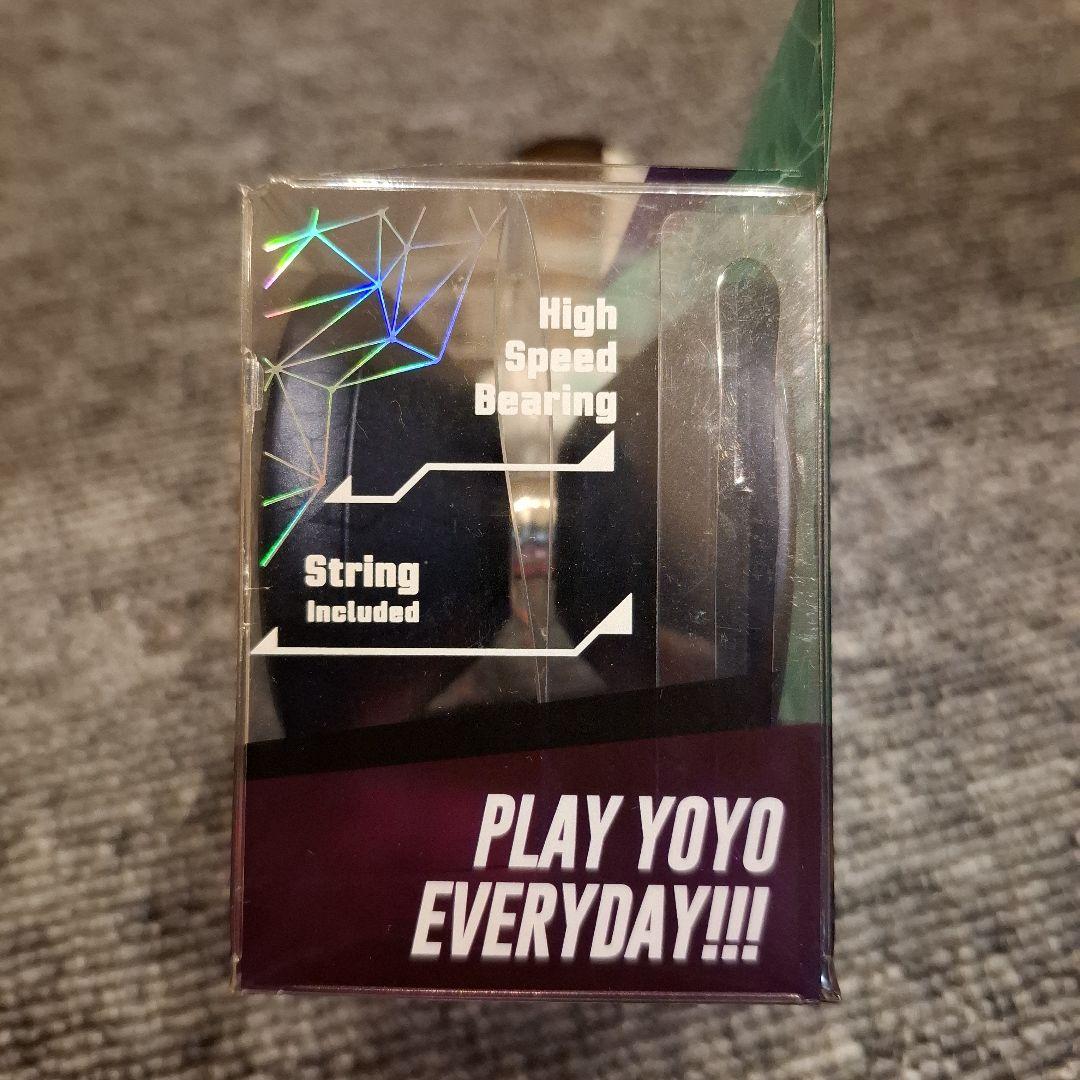 High
Speed
Bearing
String
Included
PLAY YOYO
EVERYDAY!!!